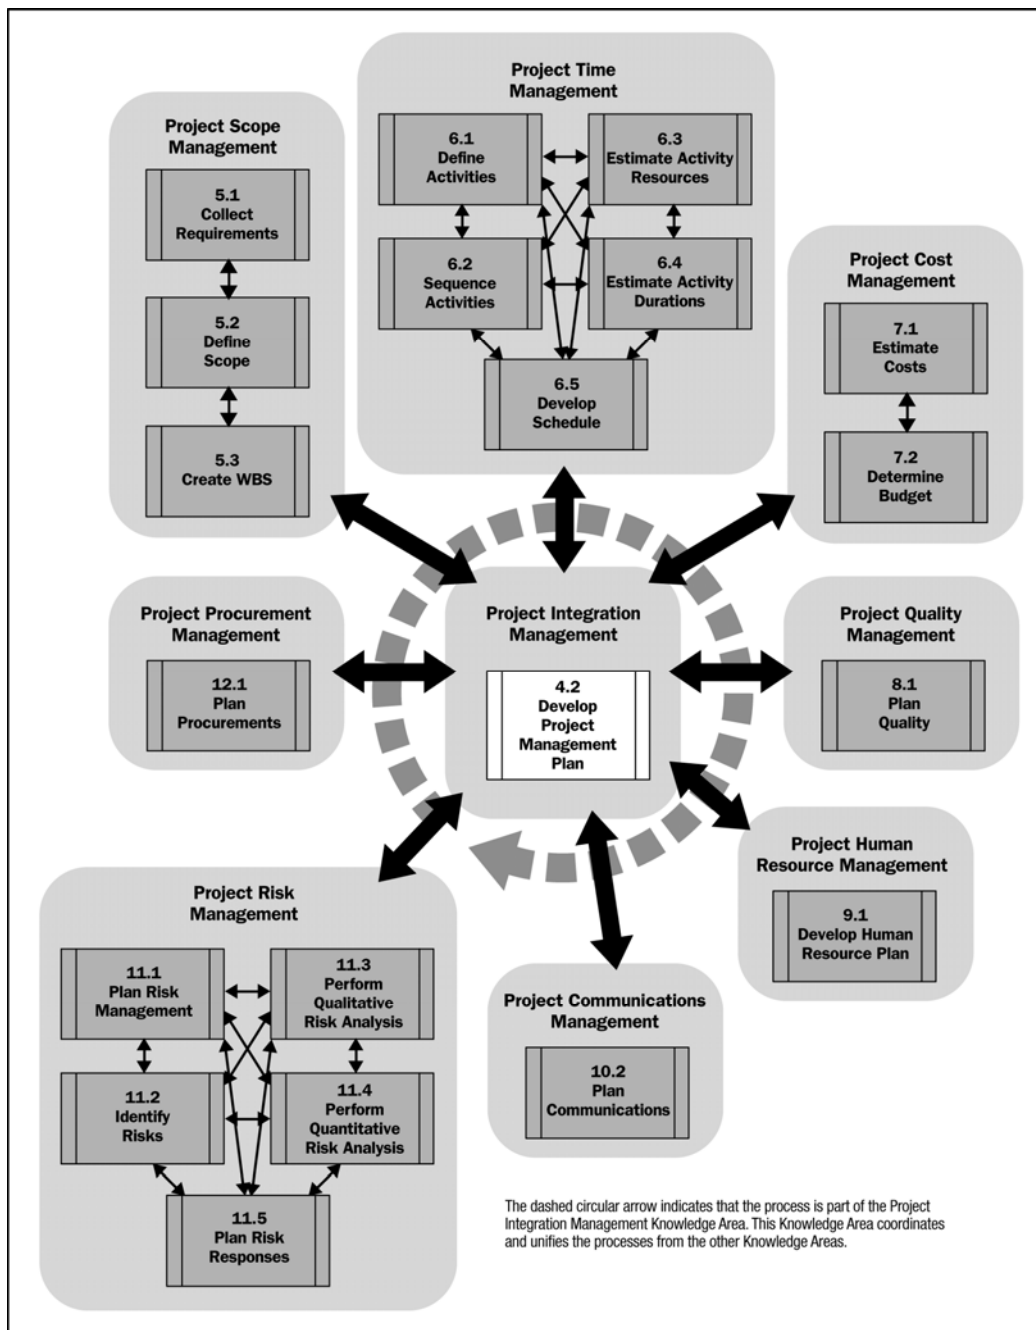 Project Time
Management
6.1
Define
Activities
6.3
Estimate Activity
Resources
6.2
Sequence
Activities
6.4
Estimate Activity
Durations
6.5
Develop
Schedule
Project Scope
Management
5.1
Collect
Requirements
5.2
Define
Scope
5.3
Create WBS
Project Cost
Management
7.1
Estimate
Costs
7.2
Determine
Budget
Project Procurement
Management
12.1
Plan
Procurements
Project Integration
Management
4.2
Develop
Project
Management
Plan
Project Quality
Management
8.1
Plan
Quality
Project Human
Resource Management
9.1
Develop Human
Resource Plan
Project Risk
Management
11.1
Plan Risk
Management
11.3
Perform
Qualitative
Risk Analysis
11.2
Identify
Risks
11.4
Perform
Quantitative
Risk Analysis
11.5
Plan Risk
Responses
Project Communications
Management
10.2
Plan
Communications
The dashed circular arrow indicates that the process is part of the Project
Integration Management Knowledge Area. This Knowledge Area coordinates
and unifies the processes from the other Knowledge Areas.